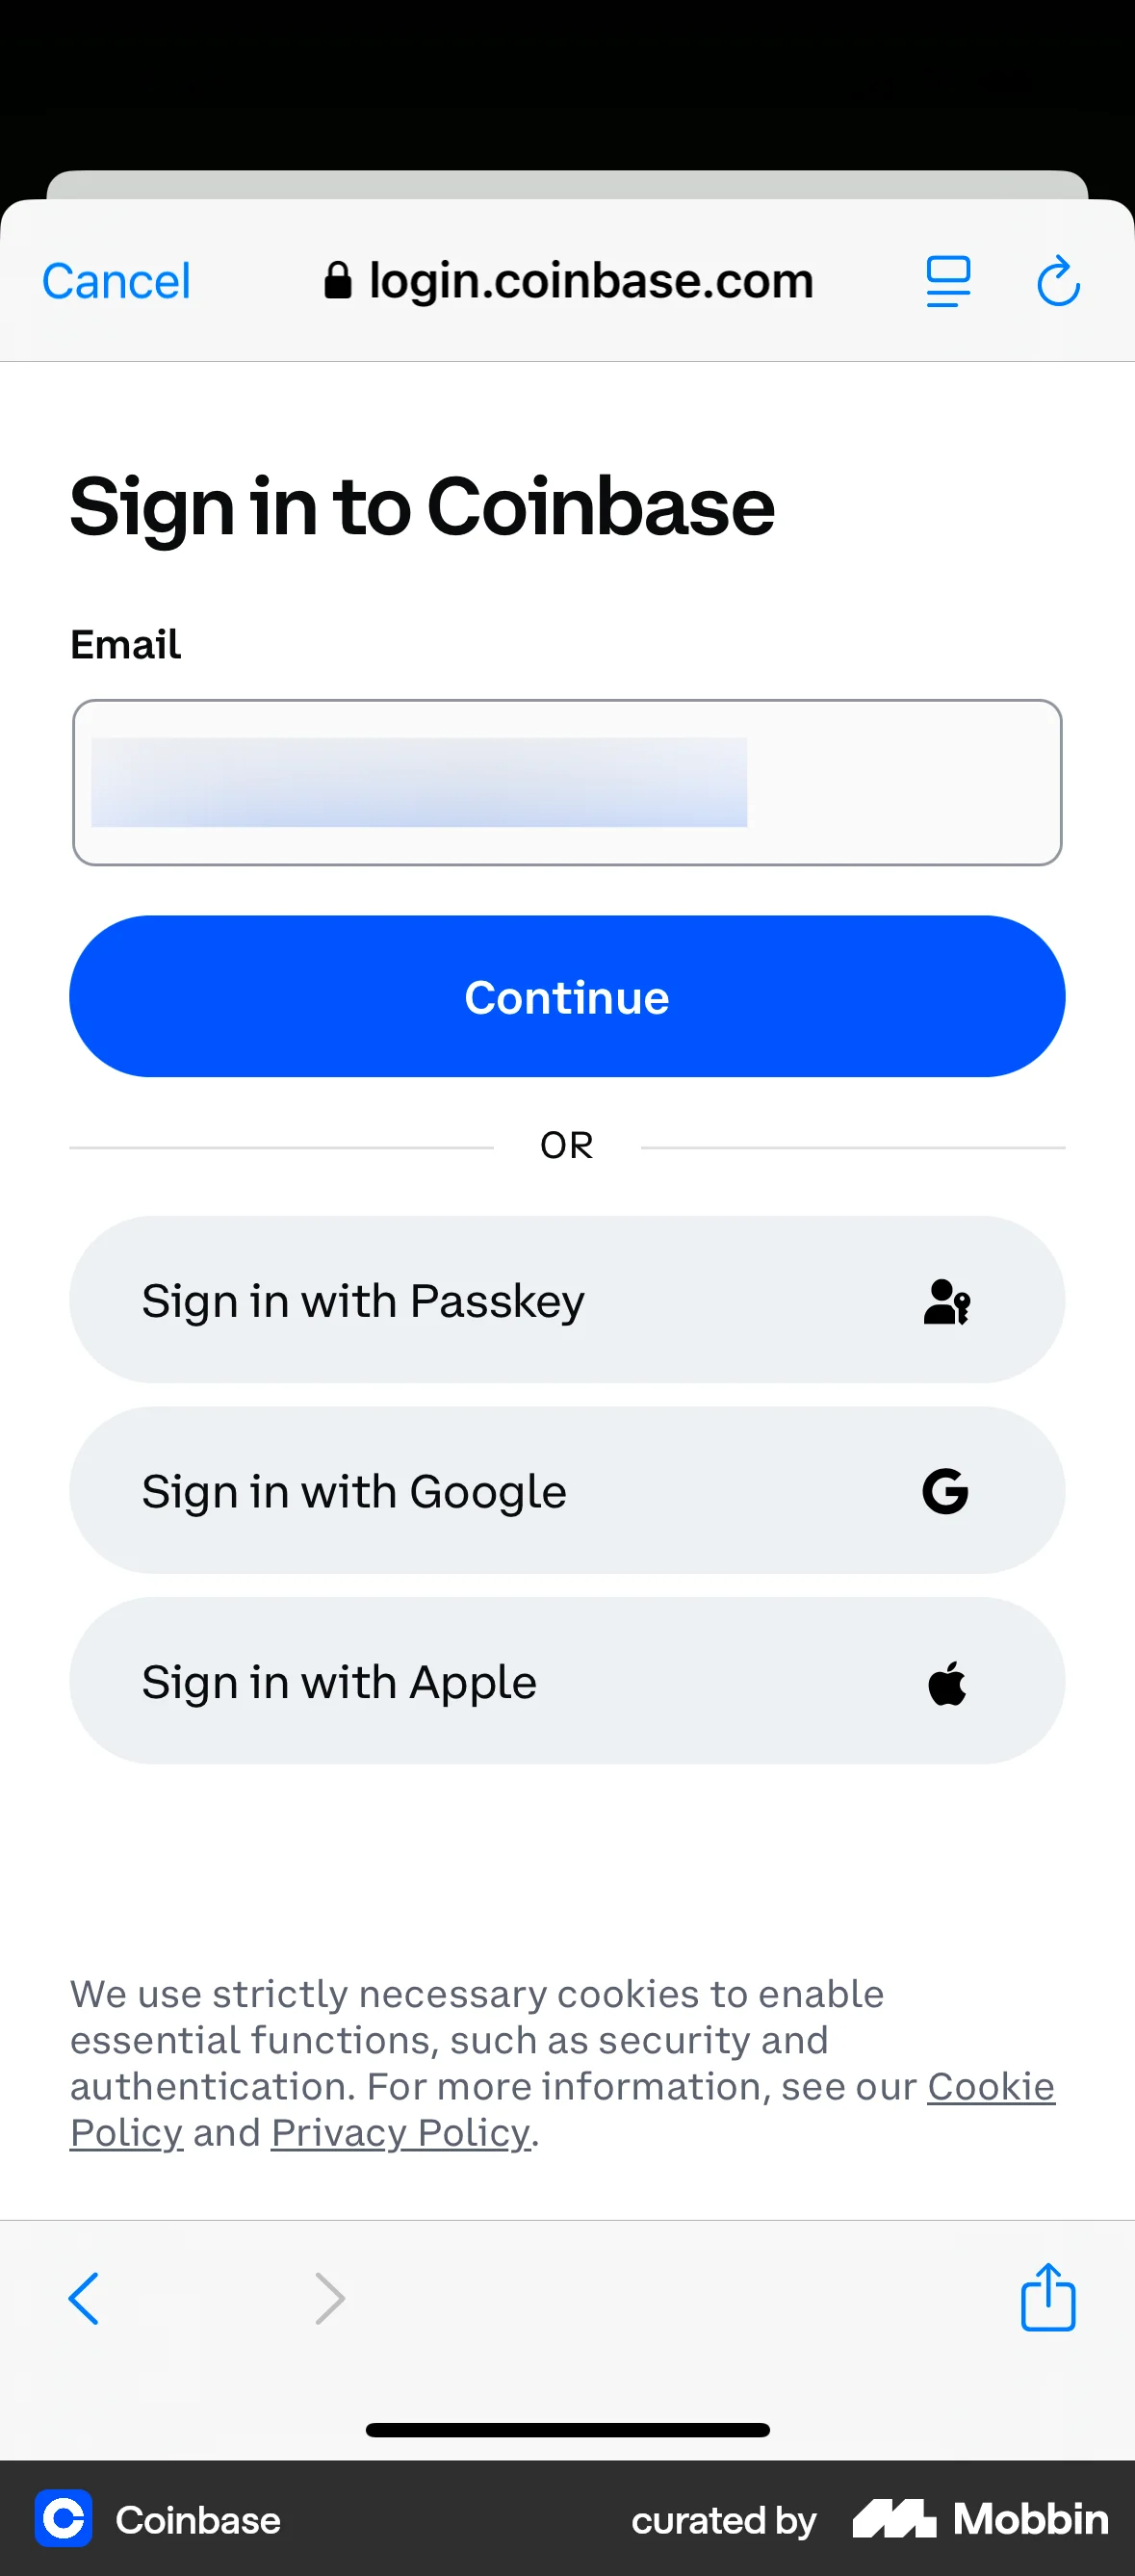 Cancel
login.coinbase.com
Sign in to Coinbase
Email
Continue
OR
Sign in with Passkey
Sign in with Google
Sign in with Apple
We use strictly necessary cookies to enable
essential functions, such as security and
authentication. For more information, see our Cookie
Policy and Privacy Policy.
Coinbase
curated by Mobbin